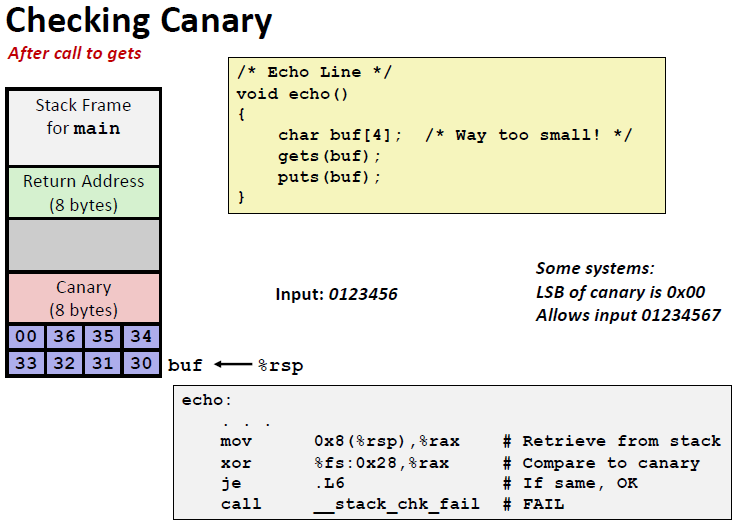 Checking Canary
After call to gets
Stack Frame
for main
Return Address
(8 bytes)
Canary
(8 bytes)
00 36 35 34
33 32 31 30
buf
%rsp
/* Echo Line */
void echo()
{
    char buf[4];  /* Way too small! */
    gets(buf);
    puts(buf);
}
Input: 0123456
Some systems:
LSB of canary is 0x00
Allows input 01234567
echo:
   . . .
   mov     0x8(%rsp),%rax    # Retrieve from stack
   xor     %fs:0x28,%rax     # Compare to canary
   je      .L6               # If same, OK
   call    __stack_chk_fail  # FAIL